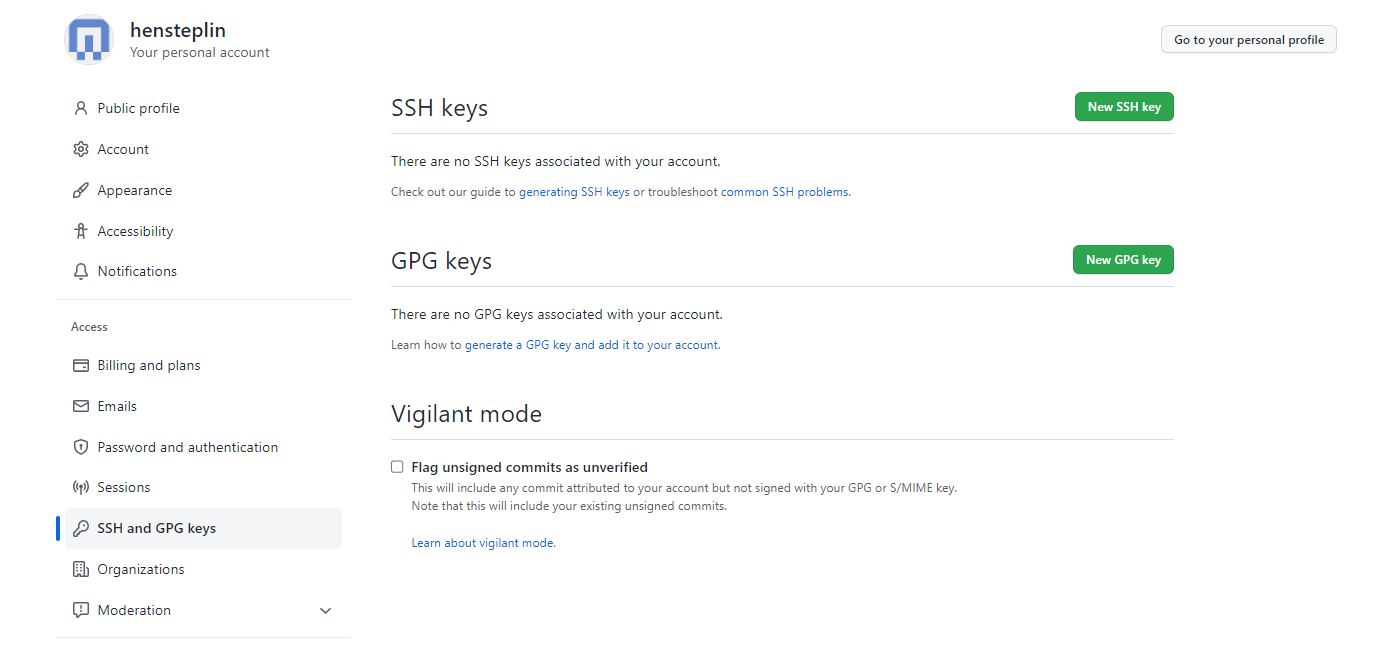 hensteplin
Your personal account
Go to your personal profile
Public profile
Account
Appearance
Accessibility
Notifications
Access
Billing and plans
Emails
Password and authentication
Sessions
SSH and GPG keys
Organizations
Moderation
SSH keys
New SSH key
There are no SSH keys associated with your account.
Check out our guide to generating SSH keys or troubleshoot common SSH problems.
GPG keys
New GPG key
There are no GPG keys associated with your account.
Learn how to generate a GPG key and add it to your account.
Vigilant mode
Flag unsigned commits as unverified
This will include any commit attributed to your account but not signed with your GPG or S/MIME key.
Note that this will include your existing unsigned commits.
Learn about vigilant mode.